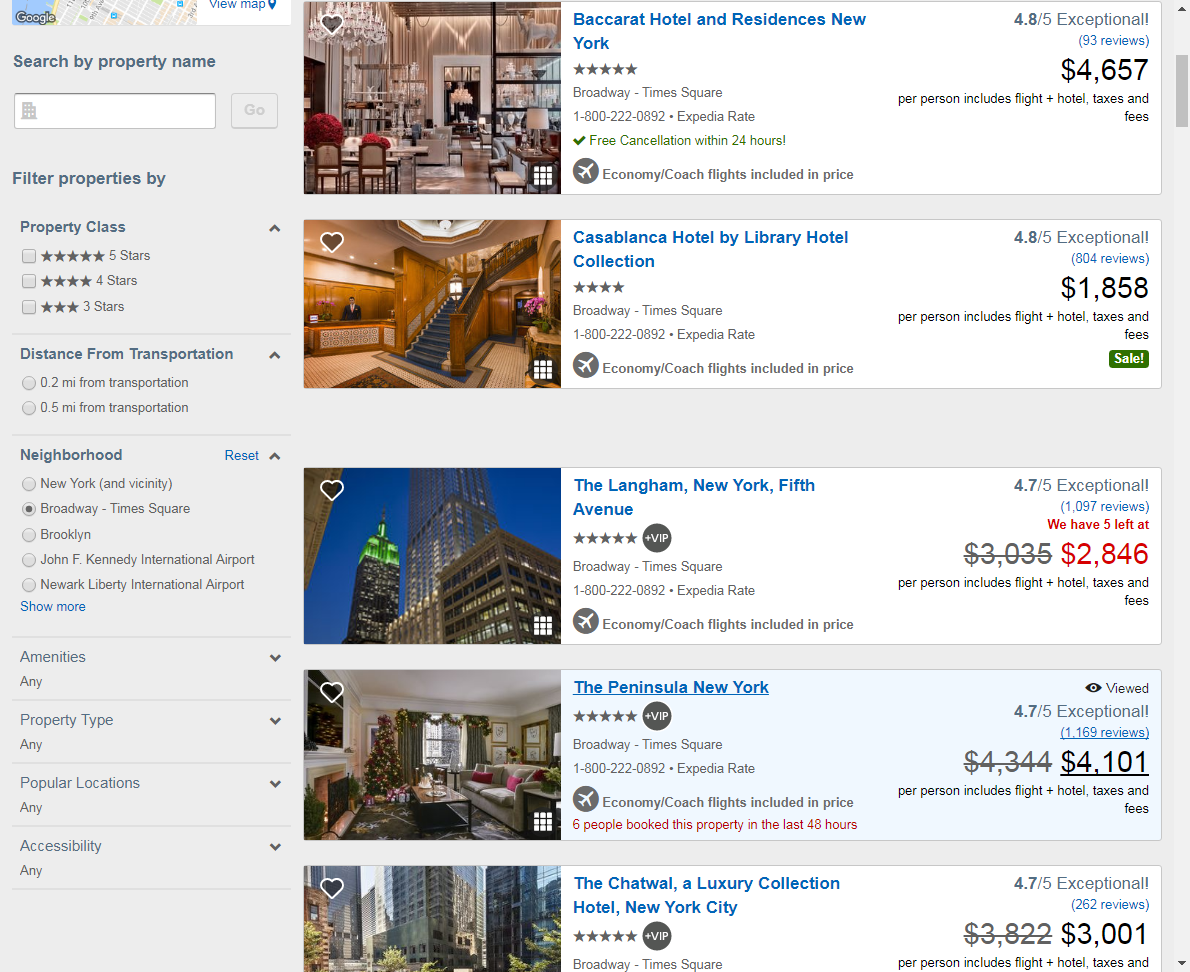 Google
View map
Search by property name
Go
Filter properties by
Property Class
★★★★★ 5 Stars
★★★★ 4 Stars
★★★ 3 Stars
Distance From Transportation
0.2 mi from transportation
0.5 mi from transportation
Neighborhood Reset
New York (and vicinity)
Broadway - Times Square
Brooklyn
John F. Kennedy International Airport
Newark Liberty International Airport
Show more
Amenities
Any
Property Type
Any
Popular Locations
Any
Accessibility
Any
Baccarat Hotel and Residences New
York
★★★★★
Broadway - Times Square
1-800-222-0892 • Expedia Rate
Free Cancellation within 24 hours!
Economy/Coach flights included in price
4.8/5 Exceptional!
(93 reviews)
$4,657
per person includes flight + hotel, taxes and
fees
Casablanca Hotel by Library Hotel
Collection
★★★★
Broadway - Times Square
1-800-222-0892 • Expedia Rate
Economy/Coach flights included in price
4.8/5 Exceptional!
(804 reviews)
$1,858
per person includes flight + hotel, taxes and
fees
Sale!
The Langham, New York, Fifth
Avenue
★★★★★ +VIP
Broadway - Times Square
1-800-222-0892 • Expedia Rate
Economy/Coach flights included in price
4.7/5 Exceptional!
(1,097 reviews)
We have 5 left at
$3,035 $2,846
per person includes flight + hotel, taxes and
fees
The Peninsula New York
★★★★★ +VIP
Broadway - Times Square
1-800-222-0892 • Expedia Rate
Economy/Coach flights included in price
6 people booked this property in the last 48 hours
Viewed
4.7/5 Exceptional!
(1,169 reviews)
$4,344 $4,101
per person includes flight + hotel, taxes and
fees
The Chatwal, a Luxury Collection
Hotel, New York City
★★★★★ +VIP
Broadway - Times Square
4.7/5 Exceptional!
(262 reviews)
$3,822 $3,001
per person includes flight + hotel, taxes and